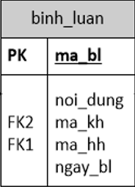 binh_luan
PK ma_bl
noi_dung
FK2 ma_kh
FK1 ma_hh
ngay_bl